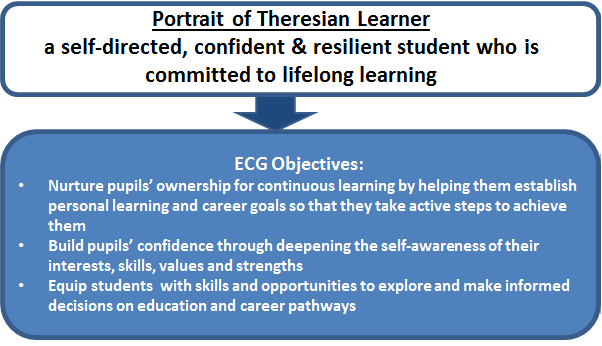 Portrait of Theresian Learner
a self-directed, confident & resilient student who is
committed to lifelong learning
ECG Objectives:
• Nurture pupils' ownership for continuous learning by helping them establish
personal learning and career goals so that they take active steps to achieve
them
• Build pupils' confidence through deepening the self-awareness of their
interests, skills, values and strengths
• Equip students with skills and opportunities to explore and make informed
decisions on education and career pathways